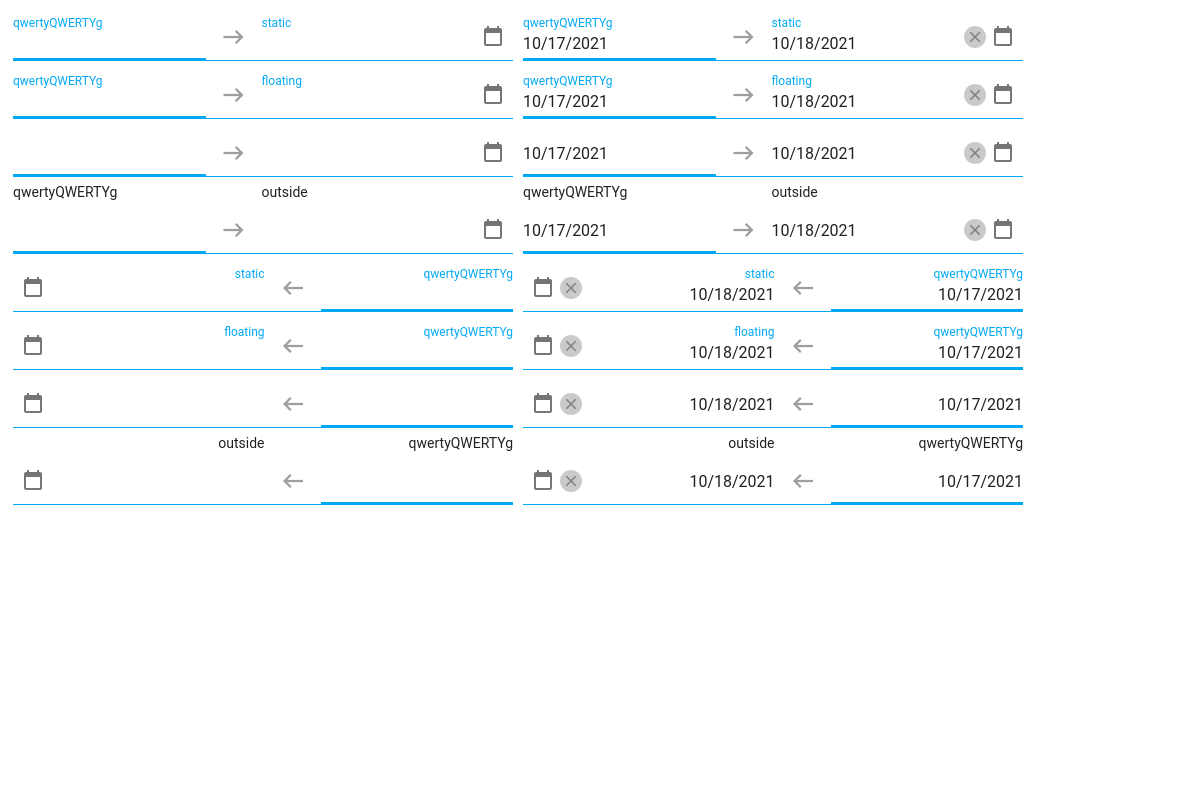 qwertyQWERTYg static qwertyQWERTYg static
10/17/2021 10/18/2021
qwertyQWERTYg floating qwertyQWERTYg floating
10/17/2021 10/18/2021
10/17/2021 10/18/2021
qwertyQWERTYg outside qwertyQWERTYg outside
10/17/2021 10/18/2021
static qwertyQWERTYg static qwertyQWERTYg
10/18/2021 10/17/2021
floating qwertyQWERTYg floating qwertyQWERTYg
10/18/2021 10/17/2021
10/18/2021 10/17/2021
outside qwertyQWERTYg outside qwertyQWERTYg
10/18/2021 10/17/2021